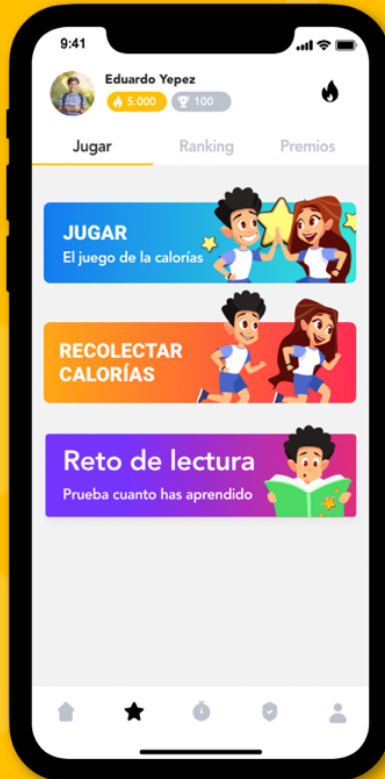 9:41
Eduardo Yepez
5.000 100
Jugar Ranking Premios
JUGAR
El juego de la calorías
RECOLECTAR
CALORÍAS
Reto de lectura
Prueba cuanto has aprendido